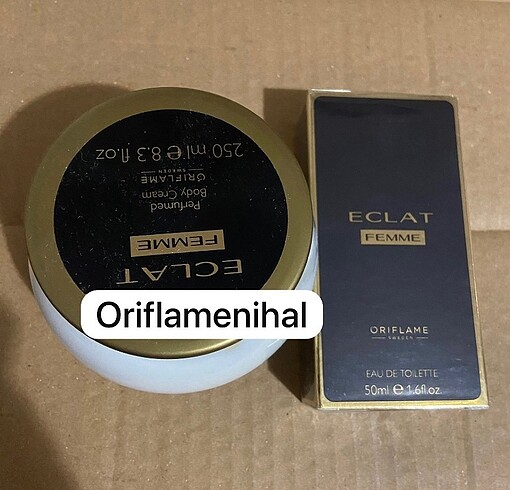 ECLAT
FEMME
Perfumed
Body Cream
ORIFLAME
SWEDEN
250 ml ℮ 8.3 fl.oz
Oriflamenihal
ECLAT
FEMME
ORIFLAME
SWEDEN
EAU DE TOILETTE
50ml ℮ 1.6fl.oz.